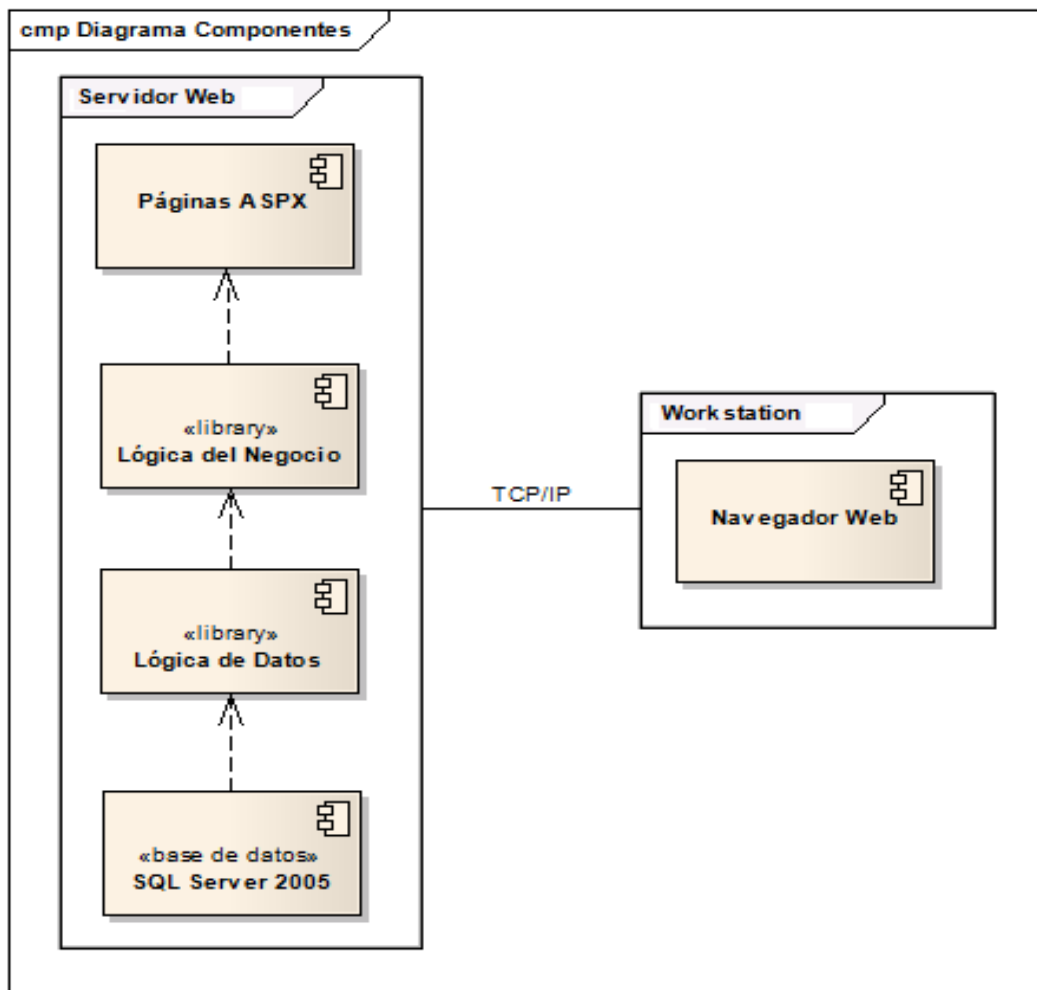 cmp Diagrama Componentes
Servidor Web
Páginas ASPX
«library»
Lógica del Negocio
«library»
Lógica de Datos
«base de datos»
SQL Server 2005
TCP/IP
Workstation
Navegador Web